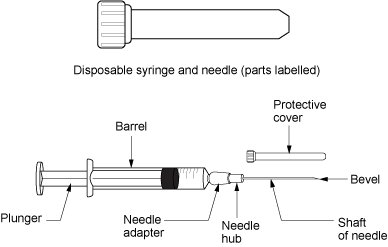 Disposable syringe and needle (parts labelled)
Protective
cover
Barrel
Bevel
Plunger
Needle
adapter
Needle
hub
Shaft
of needle